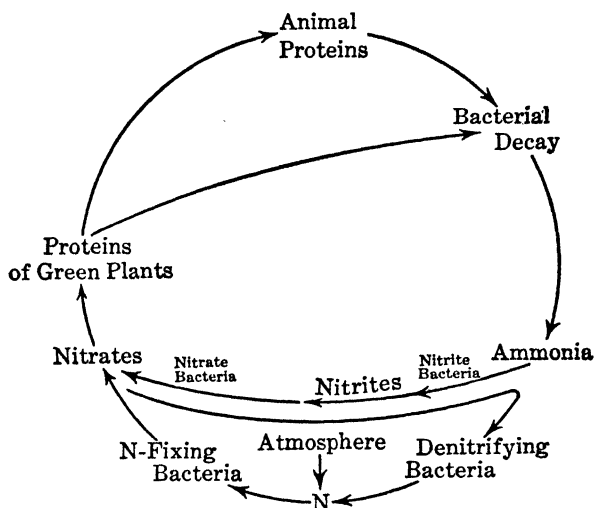 Animal
Proteins
Bacterial
Decay
Proteins
of Green Plants
Nitrates
Nitrate
Bacteria
Nitrites
Nitrite
Bacteria
Ammonia
N-Fixing
Bacteria
Atmosphere
N
Denitrifying
Bacteria